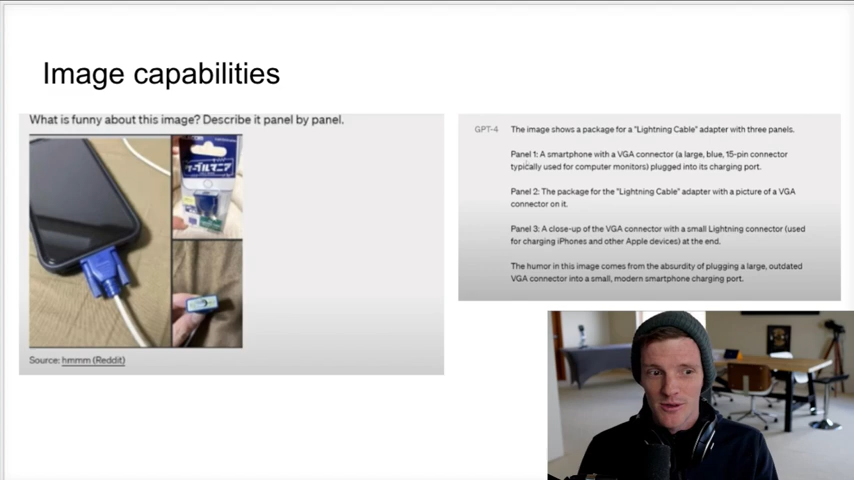 Image capabilities
What is funny about this image? Describe it panel by panel.
Source: hmmm (Reddit)
GPT-4
The image shows a package for a "Lightning Cable" adapter with three panels.
Panel 1: A smartphone with a VGA connector (a large, blue, 15-pin connector
typically used for computer monitors) plugged into its charging port.
Panel 2: The package for the "Lightning Cable" adapter with a picture of a VGA
connector on it.
Panel 3: A close-up of the VGA connector with a small Lightning connector (used
for charging iPhones and other Apple devices) at the end.
The humor in this image comes from the absurdity of plugging a large, outdated
VGA connector into a small, modern smartphone charging port.